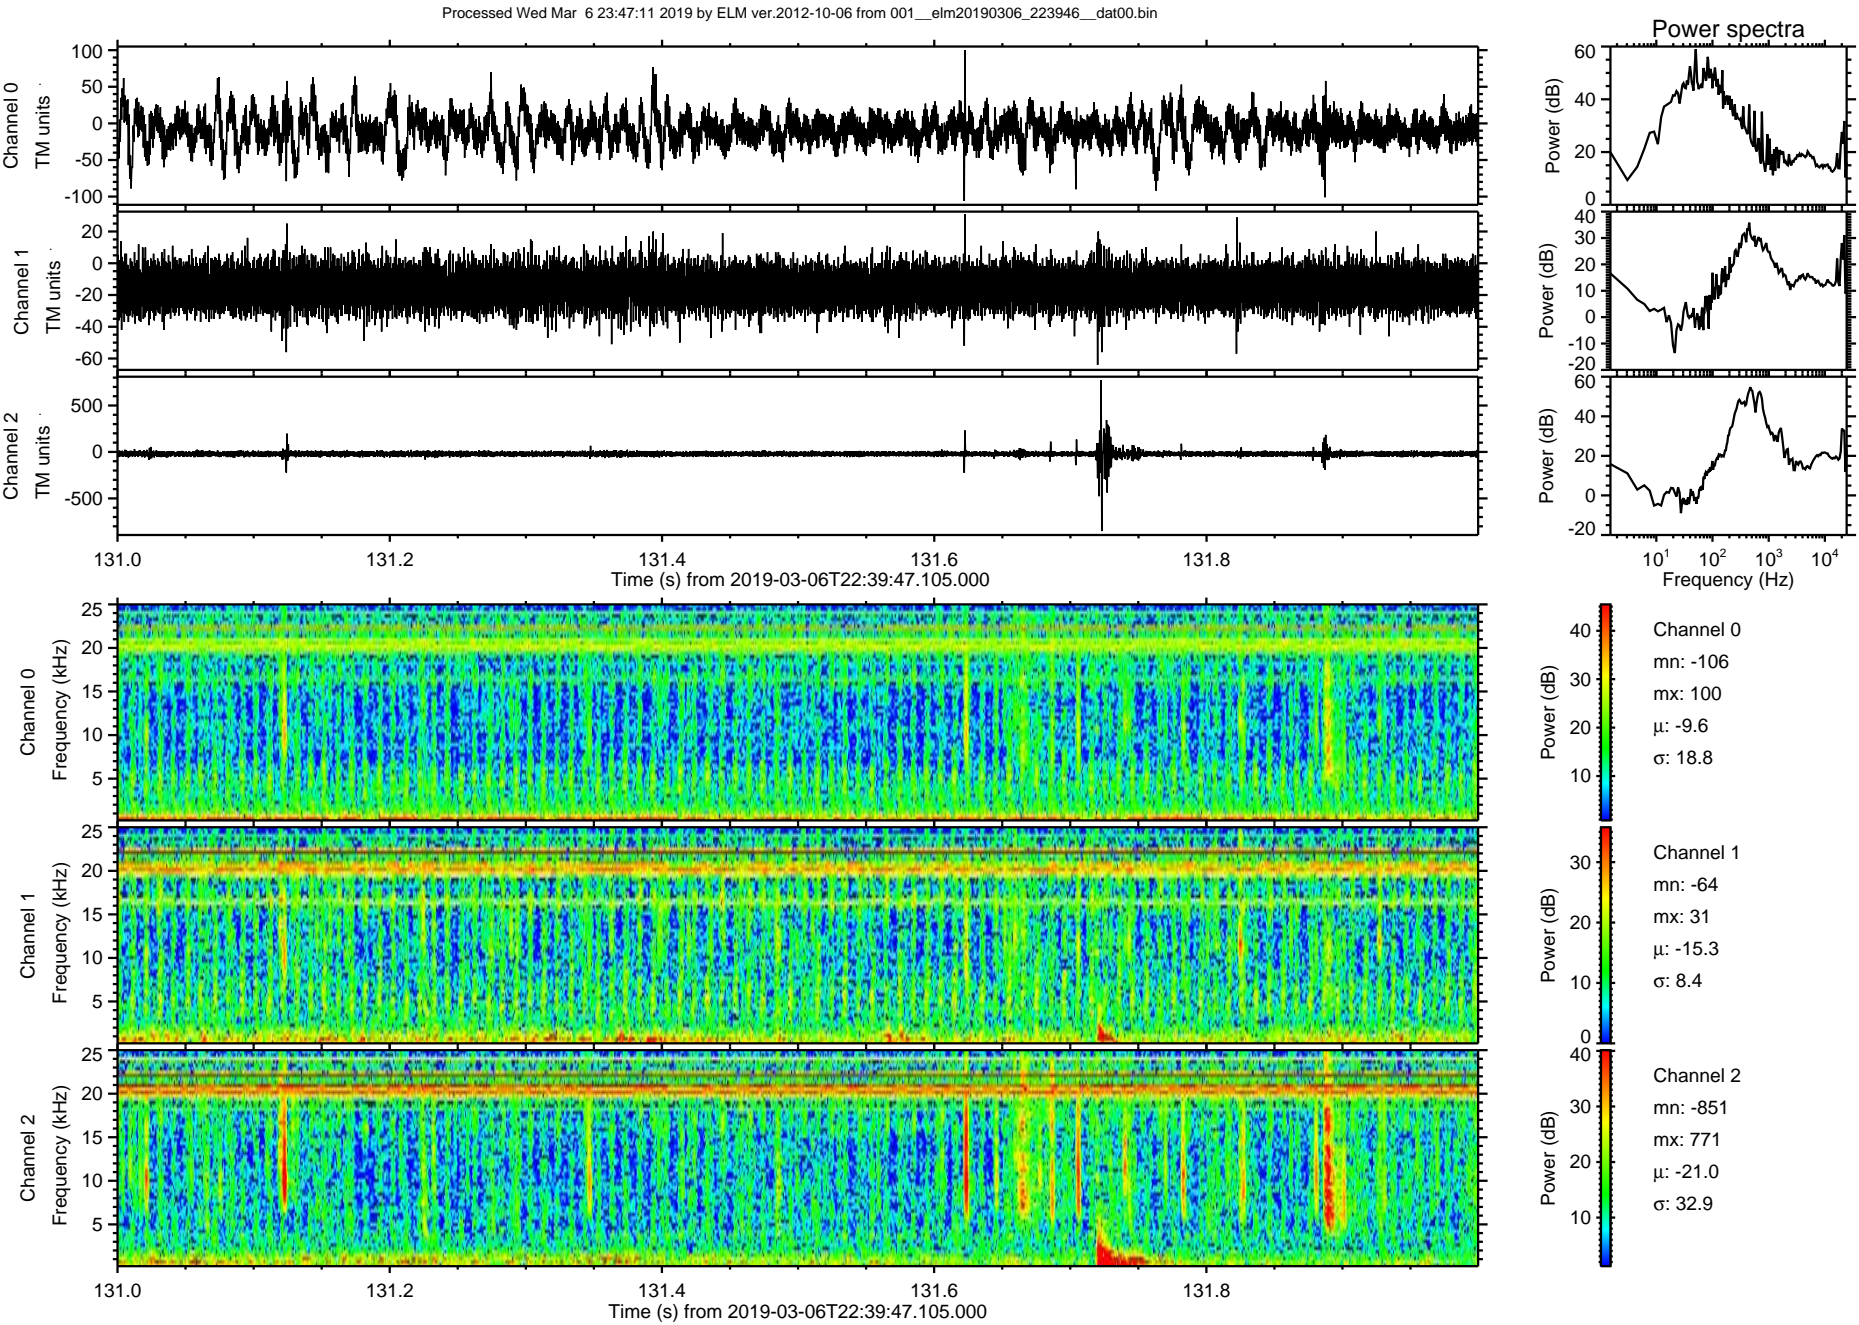 Processed Wed Mar  6 23:47:11 2019 by ELM ver.2012-10-06 from 001__elm20190306_223946__dat00.bin
Power spectra
Channel 0
TM units
100
50
0
-50
-100
Power (dB)
60
40
20
0
Channel 1
TM units
20
0
-20
-40
-60
Power (dB)
40
30
20
10
0
-10
-20
Channel 2
TM units
500
0
-500
Power (dB)
60
40
20
0
-20
131.0 131.2 131.4 131.6 131.8
Time (s) from 2019-03-06T22:39:47.105.000
10¹ 10² 10³ 10⁴
Frequency (Hz)
Channel 0
Frequency (kHz)
25
20
15
10
5
Power (dB)
40
30
20
10
Channel 0
mn: -106
mx: 100
μ: -9.6
σ: 18.8
Channel 1
Frequency (kHz)
25
20
15
10
5
Power (dB)
30
20
10
0
Channel 1
mn: -64
mx: 31
μ: -15.3
σ: 8.4
Channel 2
Frequency (kHz)
25
20
15
10
5
Power (dB)
40
30
20
10
Channel 2
mn: -851
mx: 771
μ: -21.0
σ: 32.9
131.0 131.2 131.4 131.6 131.8
Time (s) from 2019-03-06T22:39:47.105.000